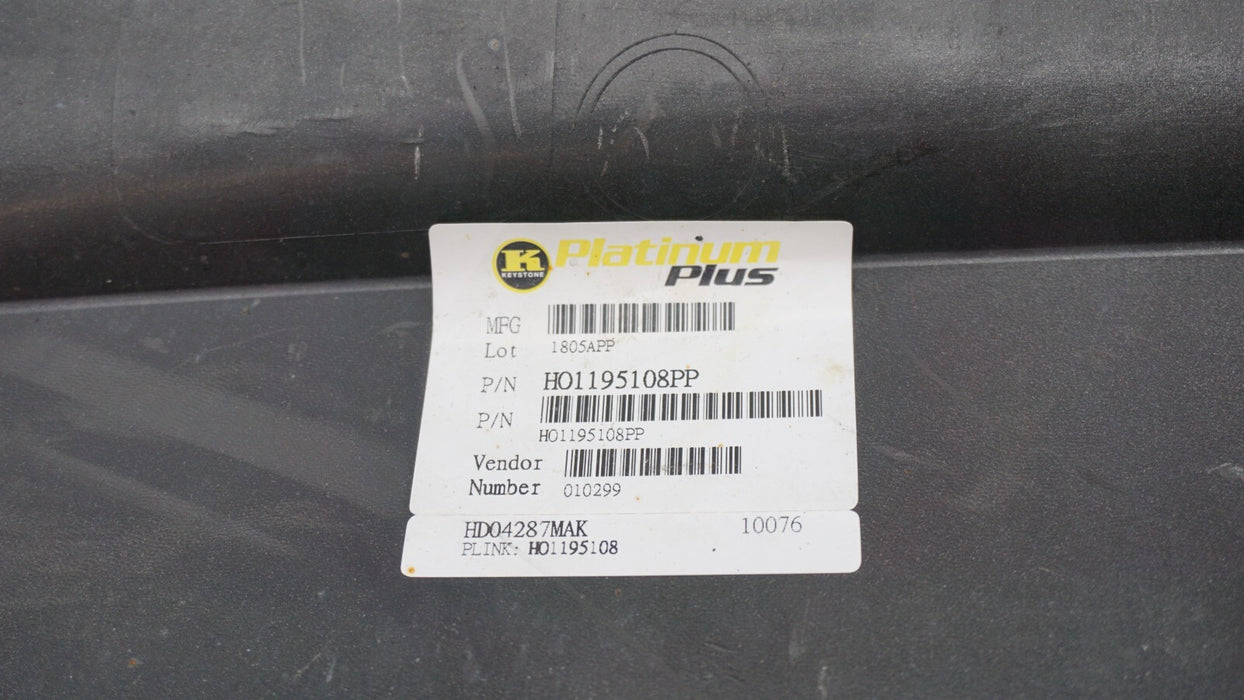 K
KEYSTONE
Platinum
Plus
MFG
Lot 1805APP
P/N HO1195108PP
P/N
HO1195108PP
Vendor
Number 010299
HD04287MAK 10076
PLINK: HO1195108